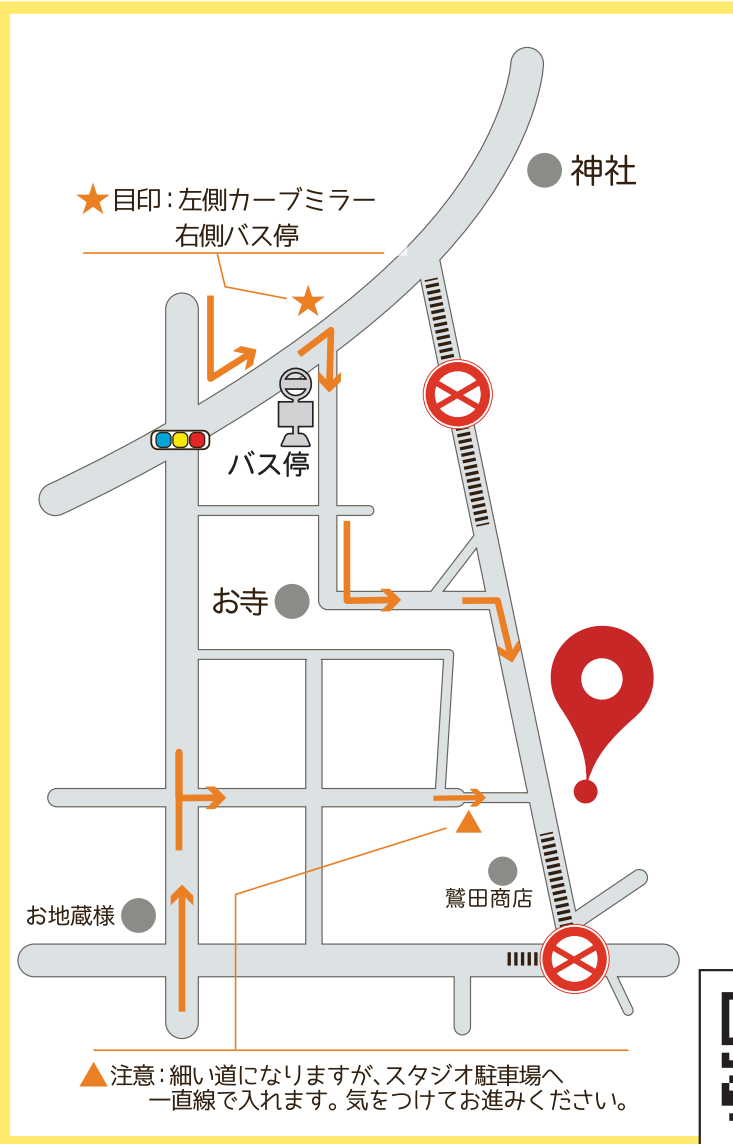 神社
★目印：左側カーブミラー
右側バス停
バス停
お寺
鷲田商店
お地蔵様
▲注意：細い道になりますが、スタジオ駐車場へ
一直線で入れます。気をつけてお進みください。